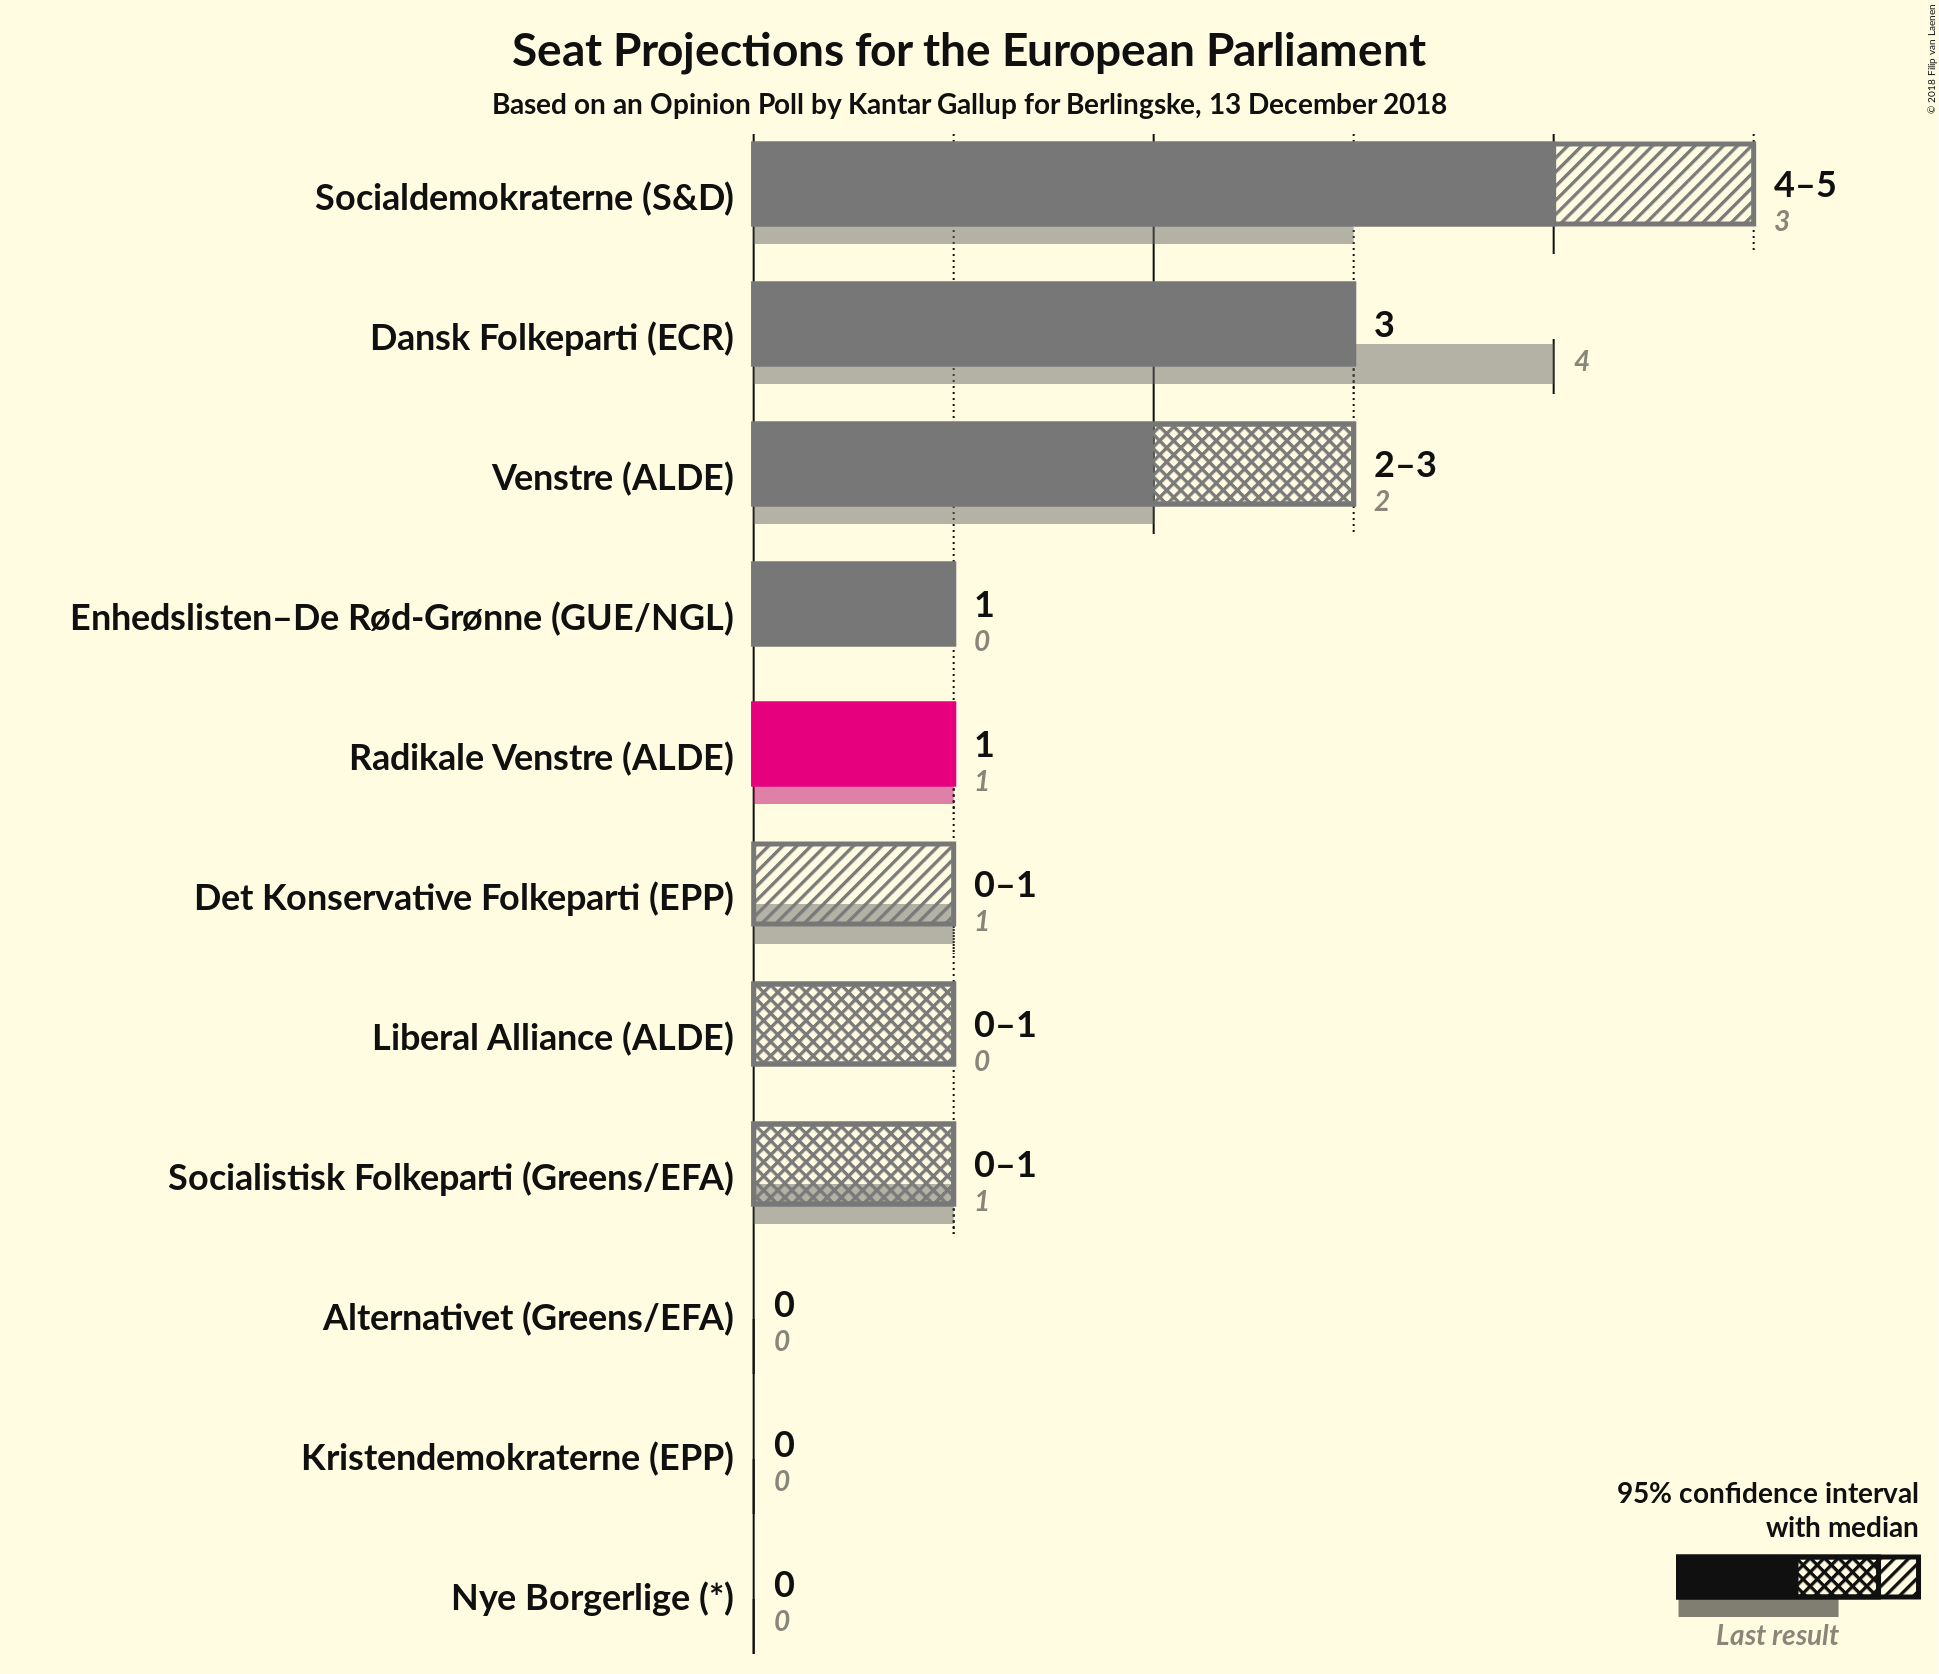 Seat Projections for the European Parliament
Based on an Opinion Poll by Kantar Gallup for Berlingske, 13 December 2018
© 2018 Filip van Laenen
Socialdemokraterne (S&D)
4–5
3
Dansk Folkeparti (ECR)
3
4
Venstre (ALDE)
2–3
2
Enhedslisten–De Rød-Grønne (GUE/NGL)
1
0
Radikale Venstre (ALDE)
1
1
Det Konservative Folkeparti (EPP)
0–1
1
Liberal Alliance (ALDE)
0–1
0
Socialistisk Folkeparti (Greens/EFA)
0–1
1
Alternativet (Greens/EFA)
0
0
Kristendemokraterne (EPP)
0
0
Nye Borgerlige (*)
0
0
95% confidence interval
with median
Last result